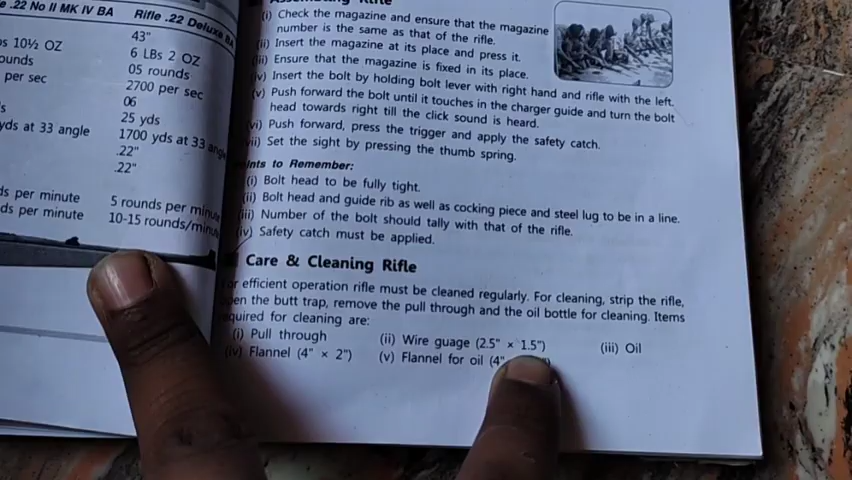 .22 No II MK IV BA Rifle .22 Deluxe BA
43"
10½ OZ 6 LBs 2 OZ
05 rounds
per sec 2700 per sec
06
25 yds
yds at 33 angle 1700 yds at 33 angle
.22"
.22"
per minute 5 rounds per minute
per minute 10-15 rounds/minute
(i) Check the magazine and ensure that the magazine
number is the same as that of the rifle.
(ii) Insert the magazine at its place and press it.
(iii) Ensure that the magazine is fixed in its place.
(iv) Insert the bolt by holding bolt lever with right hand and rifle with the left.
(v) Push forward the bolt until it touches in the charger guide and turn the bolt
head towards right till the click sound is heard.
(vi) Push forward, press the trigger and apply the safety catch.
(vii) Set the sight by pressing the thumb spring.
to Remember:
(i) Bolt head to be fully tight.
(ii) Bolt head and guide rib as well as cocking piece and steel lug to be in a line.
(iii) Number of the bolt should tally with that of the rifle.
(iv) Safety catch must be applied.
Care & Cleaning Rifle
For efficient operation rifle must be cleaned regularly. For cleaning, strip the rifle,
open the butt trap, remove the pull through and the oil bottle for cleaning. Items
required for cleaning are:
(i) Pull through (ii) Wire guage (2.5" × 1.5") (iii) Oil
(iv) Flannel (4" × 2") (v) Flannel for oil (4"